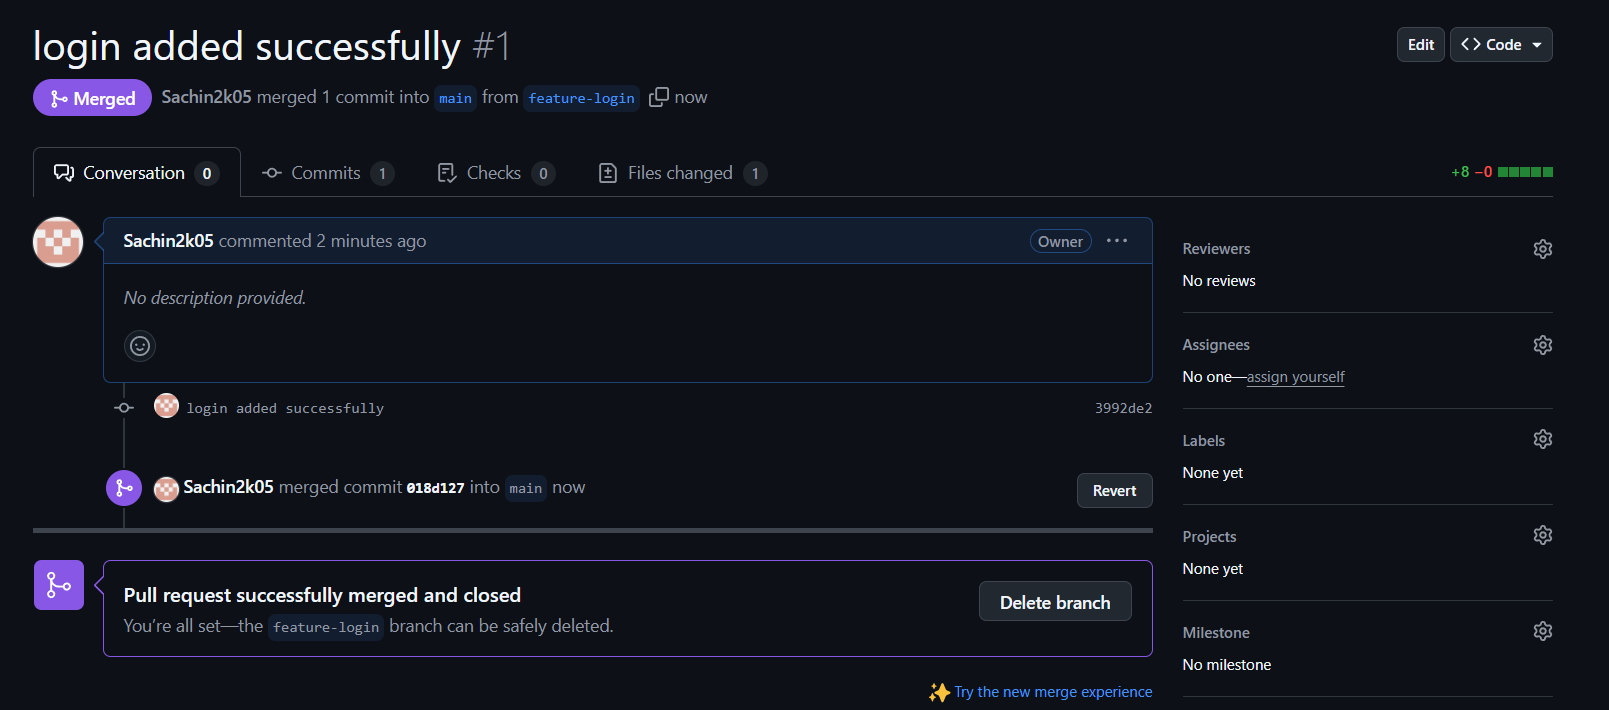 login added successfully #1
Edit
Code
Merged
Sachin2k05 merged 1 commit into main from feature-login now
Conversation 0
Commits 1
Checks 0
Files changed 1
+8 −0
Sachin2k05 commented 2 minutes ago
Owner
No description provided.
login added successfully
3992de2
Sachin2k05 merged commit 018d127 into main now
Revert
Pull request successfully merged and closed
You’re all set—the feature-login branch can be safely deleted.
Delete branch
Try the new merge experience
Reviewers
No reviews
Assignees
No one—assign yourself
Labels
None yet
Projects
None yet
Milestone
No milestone